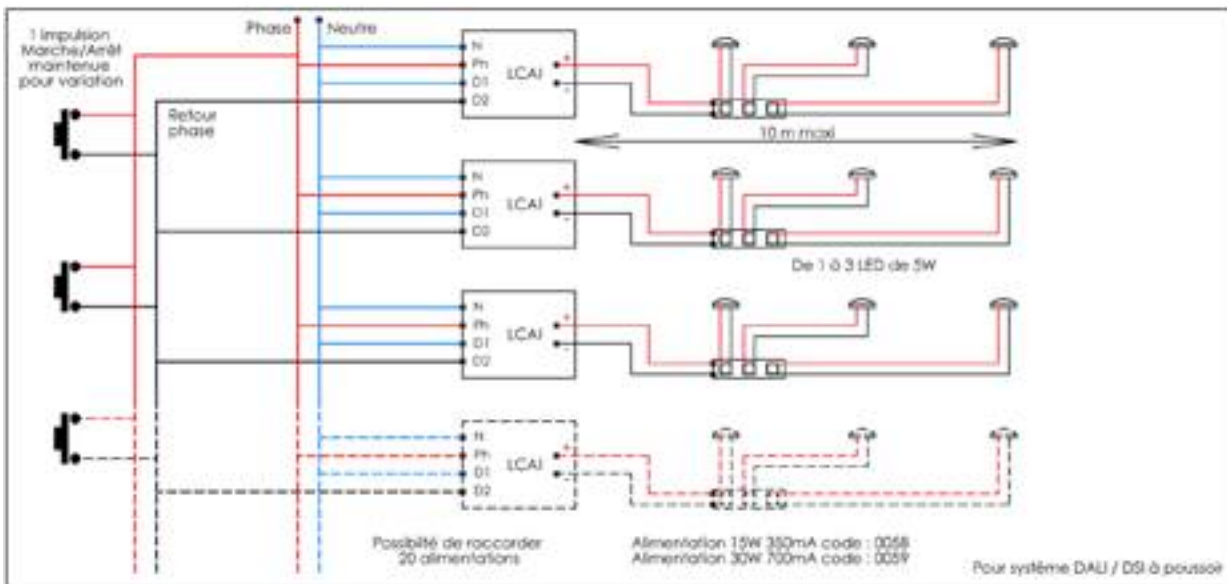 1 Impulsion
Marche/Arrêt
maintenue
pour variation
Phase
Neutre
Retour
phase
N
Ph
D1
D2
LCAI
+
-
10 m maxi
N
Ph
D1
D2
LCAI
+
-
De 1 à 3 LED de 5W
N
Ph
D1
D2
LCAI
+
-
N
Ph
D1
D2
LCAI
+
-
Possibilté de raccorder
20 alimentations
Alimentation 15W 350mA code : 0058
Alimentation 30W 700mA code : 0059
Pour système DALI / DSI à poussoir